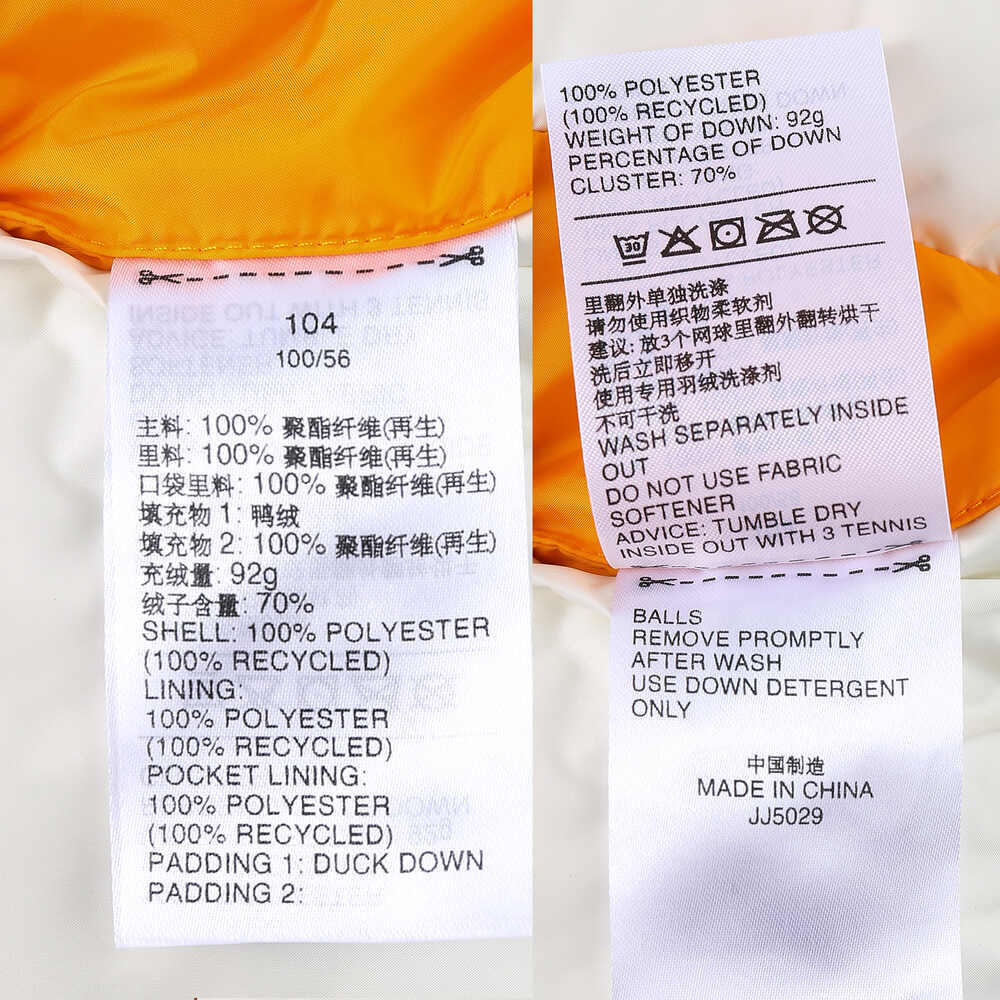 104
100/56
主料: 100% 聚酯纤维(再生)
里料: 100% 聚酯纤维(再生)
口袋里料: 100% 聚酯纤维(再生)
填充物 1: 鸭绒
填充物 2: 100% 聚酯纤维(再生)
充绒量: 92g
绒子含量: 70%
SHELL: 100% POLYESTER
(100% RECYCLED)
LINING:
100% POLYESTER
(100% RECYCLED)
POCKET LINING:
100% POLYESTER
(100% RECYCLED)
PADDING 1: DUCK DOWN
PADDING 2:
100% POLYESTER
(100% RECYCLED)
WEIGHT OF DOWN: 92g
PERCENTAGE OF DOWN
CLUSTER: 70%
30
里翻外单独洗涤
请勿使用织物柔软剂
建议: 放3个网球里翻外翻转烘干
洗后立即移开
使用专用羽绒洗涤剂
不可干洗
WASH SEPARATELY INSIDE
OUT
DO NOT USE FABRIC
SOFTENER
ADVICE: TUMBLE DRY
INSIDE OUT WITH 3 TENNIS
BALLS
REMOVE PROMPTLY
AFTER WASH
USE DOWN DETERGENT
ONLY
中国制造
MADE IN CHINA
JJ5029